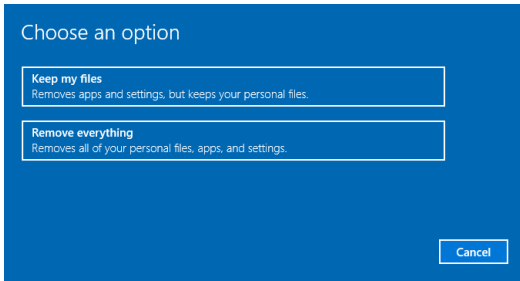 Choose an option
Keep my files
Removes apps and settings, but keeps your personal files.
Remove everything
Removes all of your personal files, apps, and settings.
Cancel